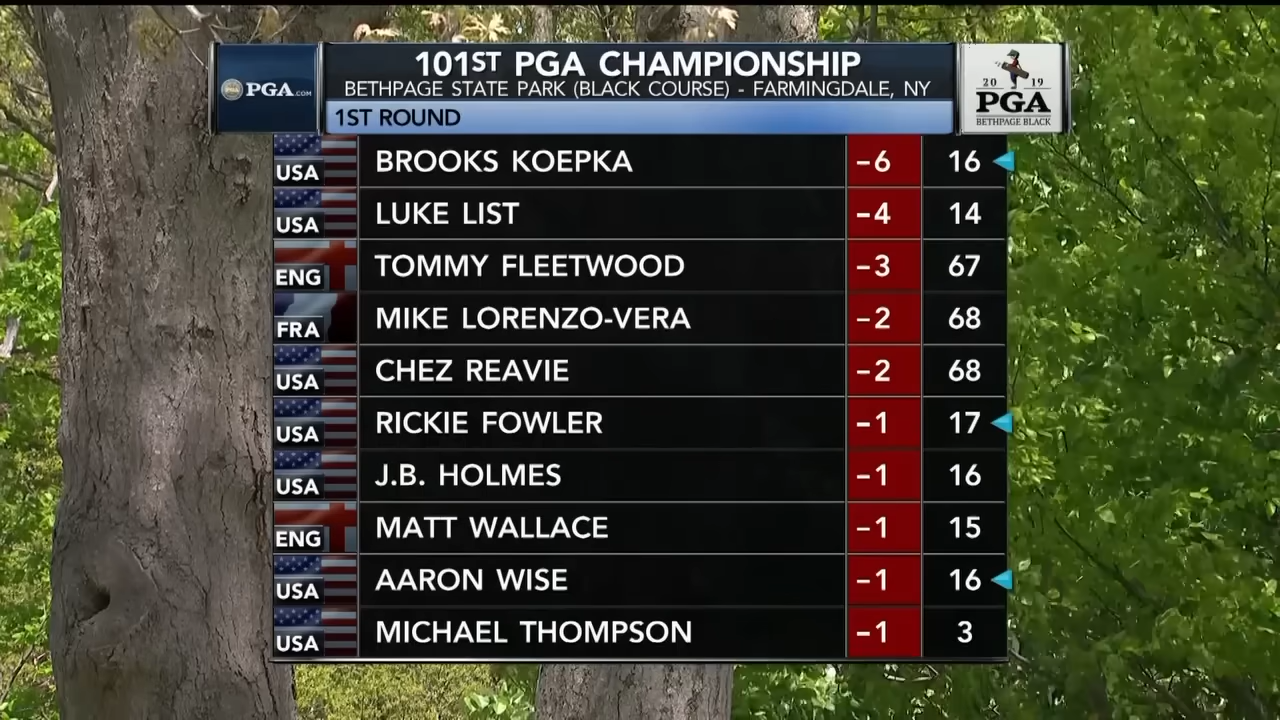 PGA.COM
101ST PGA CHAMPIONSHIP
BETHPAGE STATE PARK (BLACK COURSE) - FARMINGDALE, NY
1ST ROUND
20 19
PGA
BETHPAGE BLACK
USA BROOKS KOEPKA -6 16
USA LUKE LIST -4 14
ENG TOMMY FLEETWOOD -3 67
FRA MIKE LORENZO-VERA -2 68
USA CHEZ REAVIE -2 68
USA RICKIE FOWLER -1 17
USA J.B. HOLMES -1 16
ENG MATT WALLACE -1 15
USA AARON WISE -1 16
USA MICHAEL THOMPSON -1 3